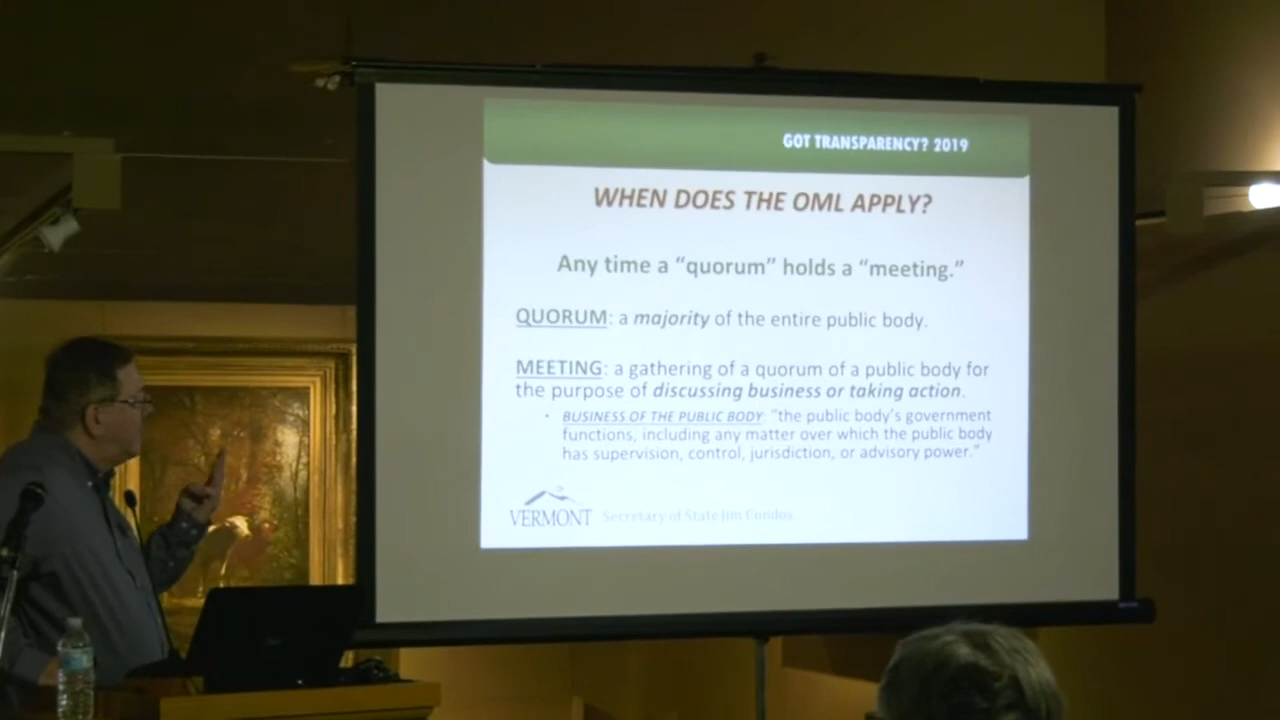 GOT TRANSPARENCY? 2019
WHEN DOES THE OML APPLY?
Any time a “quorum” holds a “meeting.”
QUORUM: a majority of the entire public body.
MEETING: a gathering of a quorum of a public body for
the purpose of discussing business or taking action.
• BUSINESS OF THE PUBLIC BODY: “the public body’s government
functions, including any matter over which the public body
has supervision, control, jurisdiction, or advisory power.”
VERMONT Secretary of State Jim Condos